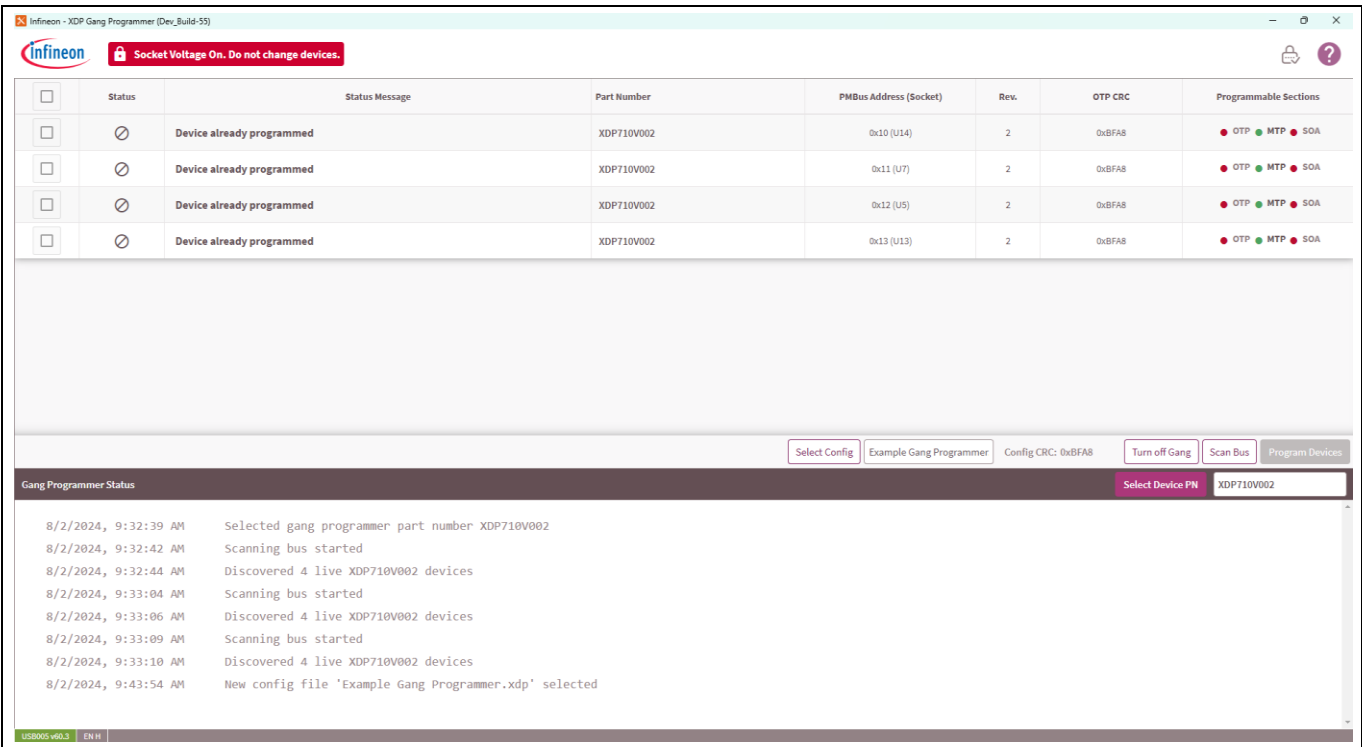 Infineon - XDP Gang Programmer (Dev_Build-55)
infineon Socket Voltage On. Do not change devices. ?
Status Status Message Part Number PMBus Address (Socket) Rev. OTP CRC Programmable Sections
Device already programmed XDP710V002 0x10 (U14) 2 0xBFA8 OTP MTP SOA
Device already programmed XDP710V002 0x11 (U7) 2 0xBFA8 OTP MTP SOA
Device already programmed XDP710V002 0x12 (U5) 2 0xBFA8 OTP MTP SOA
Device already programmed XDP710V002 0x13 (U13) 2 0xBFA8 OTP MTP SOA
Select Config Example Gang Programmer Config CRC: 0xBFA8 Turn off Gang Scan Bus Program Devices
Gang Programmer Status Select Device PN XDP710V002
8/2/2024, 9:32:39 AM Selected gang programmer part number XDP710V002
8/2/2024, 9:32:42 AM Scanning bus started
8/2/2024, 9:32:44 AM Discovered 4 live XDP710V002 devices
8/2/2024, 9:33:04 AM Scanning bus started
8/2/2024, 9:33:06 AM Discovered 4 live XDP710V002 devices
8/2/2024, 9:33:09 AM Scanning bus started
8/2/2024, 9:33:10 AM Discovered 4 live XDP710V002 devices
8/2/2024, 9:43:54 AM New config file 'Example Gang Programmer.xdp' selected
USB005 v60.3 EN H